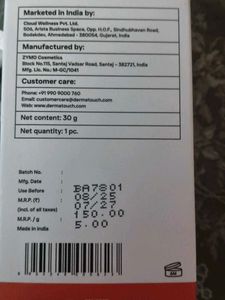 Marketed in India by:
Cloud Wellness Pvt. Ltd.
506, Arista Business Space, Opp. H.O.F., Sindhubhavan Road,
Bodakdev, Ahmedabad - 380054, Gujarat, India
Manufactured by:
ZYMO Cosmetics
Stock No.115, Santej Vadsar Road, Santej - 382721, India
Mfg. Lic. No.: M-GC/1041
Customer care:
Phone: +91 990 9000 760
Email: customercare@dermatouch.com
Web: www.dermatouch.com
Net content: 30 g
Net quantity: 1 pc.
Batch No. : BA7801
Mfg. Date : 08/25
Use Before : 07/27
M.R.P. (₹) : 150.00
(incl. of all taxes)
M.R.P. / g : 5.00
Made in India